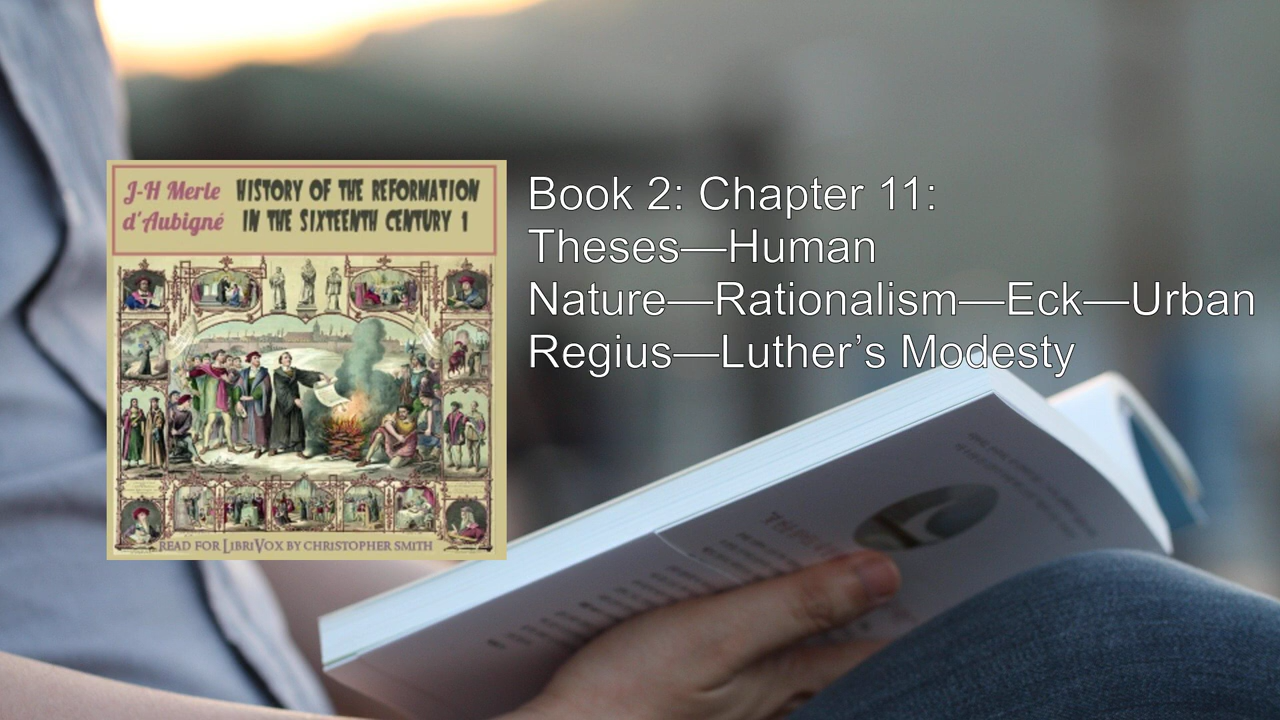 J-H Merle
d'Aubigné
HISTORY OF THE REFORMATION
IN THE SIXTEENTH CENTURY 1
READ FOR LIBRIVOX BY CHRISTOPHER SMITH
Book 2: Chapter 11:
Theses—Human
Nature—Rationalism—Eck—Urban
Regius—Luther’s Modesty